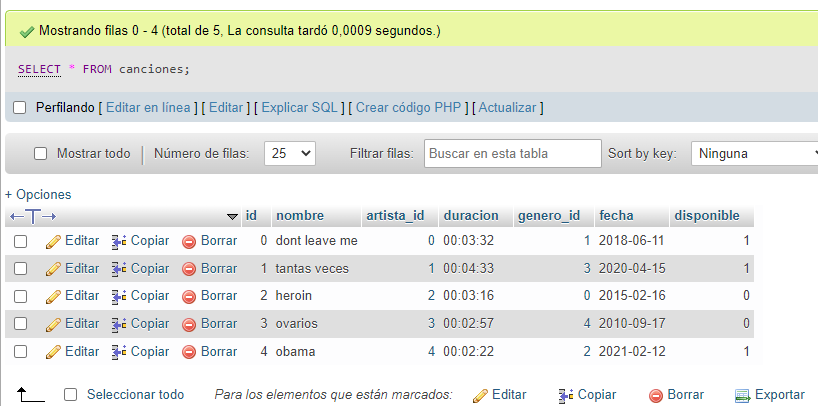 Mostrando filas 0 - 4 (total de 5, La consulta tardó 0,0009 segundos.)
SELECT * FROM canciones;
Perfilando [ Editar en línea ] [ Editar ] [ Explicar SQL ] [ Crear código PHP ] [ Actualizar ]
Mostrar todo Número de filas: 25 Filtrar filas: Buscar en esta tabla Sort by key: Ninguna
+ Opciones
←T→ id nombre artista_id duracion genero_id fecha disponible
Editar Copiar Borrar 0 dont leave me 0 00:03:32 1 2018-06-11 1
Editar Copiar Borrar 1 tantas veces 1 00:04:33 3 2020-04-15 1
Editar Copiar Borrar 2 heroin 2 00:03:16 0 2015-02-16 0
Editar Copiar Borrar 3 ovarios 3 00:02:57 4 2010-09-17 0
Editar Copiar Borrar 4 obama 4 00:02:22 2 2021-02-12 1
Seleccionar todo Para los elementos que están marcados: Editar Copiar Borrar Exportar